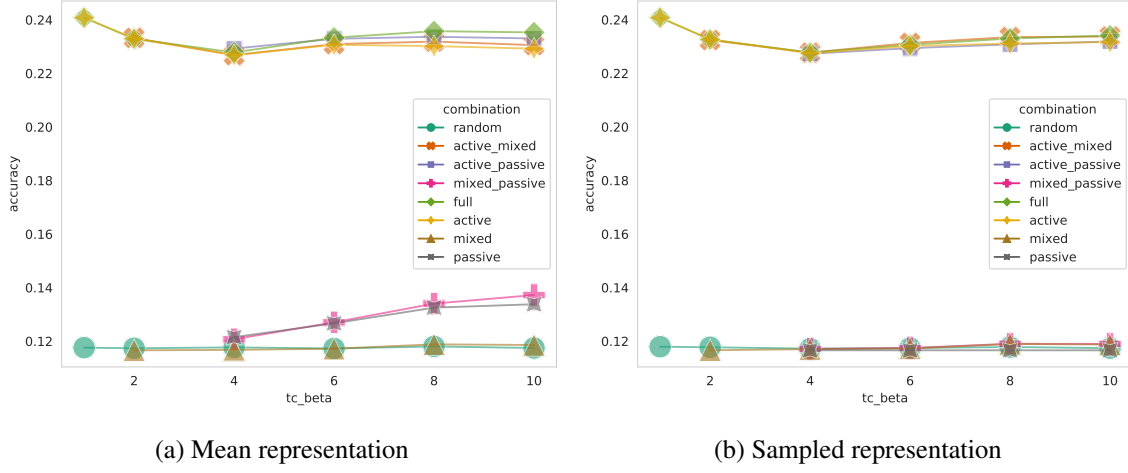 0.24
0.22
0.20
0.18
0.16
0.14
0.12
accuracy
2 4 6 8 10
tc_beta
combination
random
active_mixed
active_passive
mixed_passive
full
active
mixed
passive
(a) Mean representation
0.24
0.22
0.20
0.18
0.16
0.14
0.12
accuracy
2 4 6 8 10
tc_beta
combination
random
active_mixed
active_passive
mixed_passive
full
active
mixed
passive
(b) Sampled representation